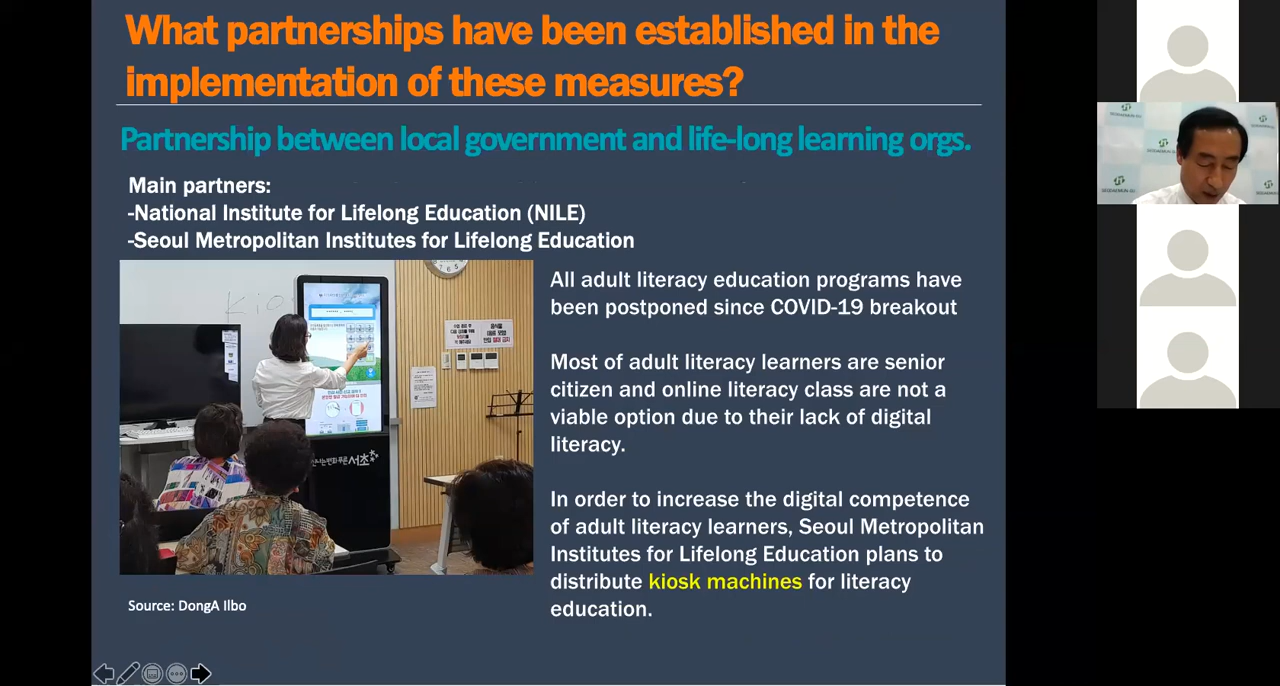 What partnerships have been established in the
implementation of these measures?
Partnership between local government and life-long learning orgs.
Main partners:
-National Institute for Lifelong Education (NILE)
-Seoul Metropolitan Institutes for Lifelong Education
All adult literacy education programs have
been postponed since COVID-19 breakout
Most of adult literacy learners are senior
citizen and online literacy class are not a
viable option due to their lack of digital
literacy.
In order to increase the digital competence
of adult literacy learners, Seoul Metropolitan
Institutes for Lifelong Education plans to
distribute kiosk machines for literacy
education.
Kio
서초
Source: DongA Ilbo
SEODAEMUN-GU